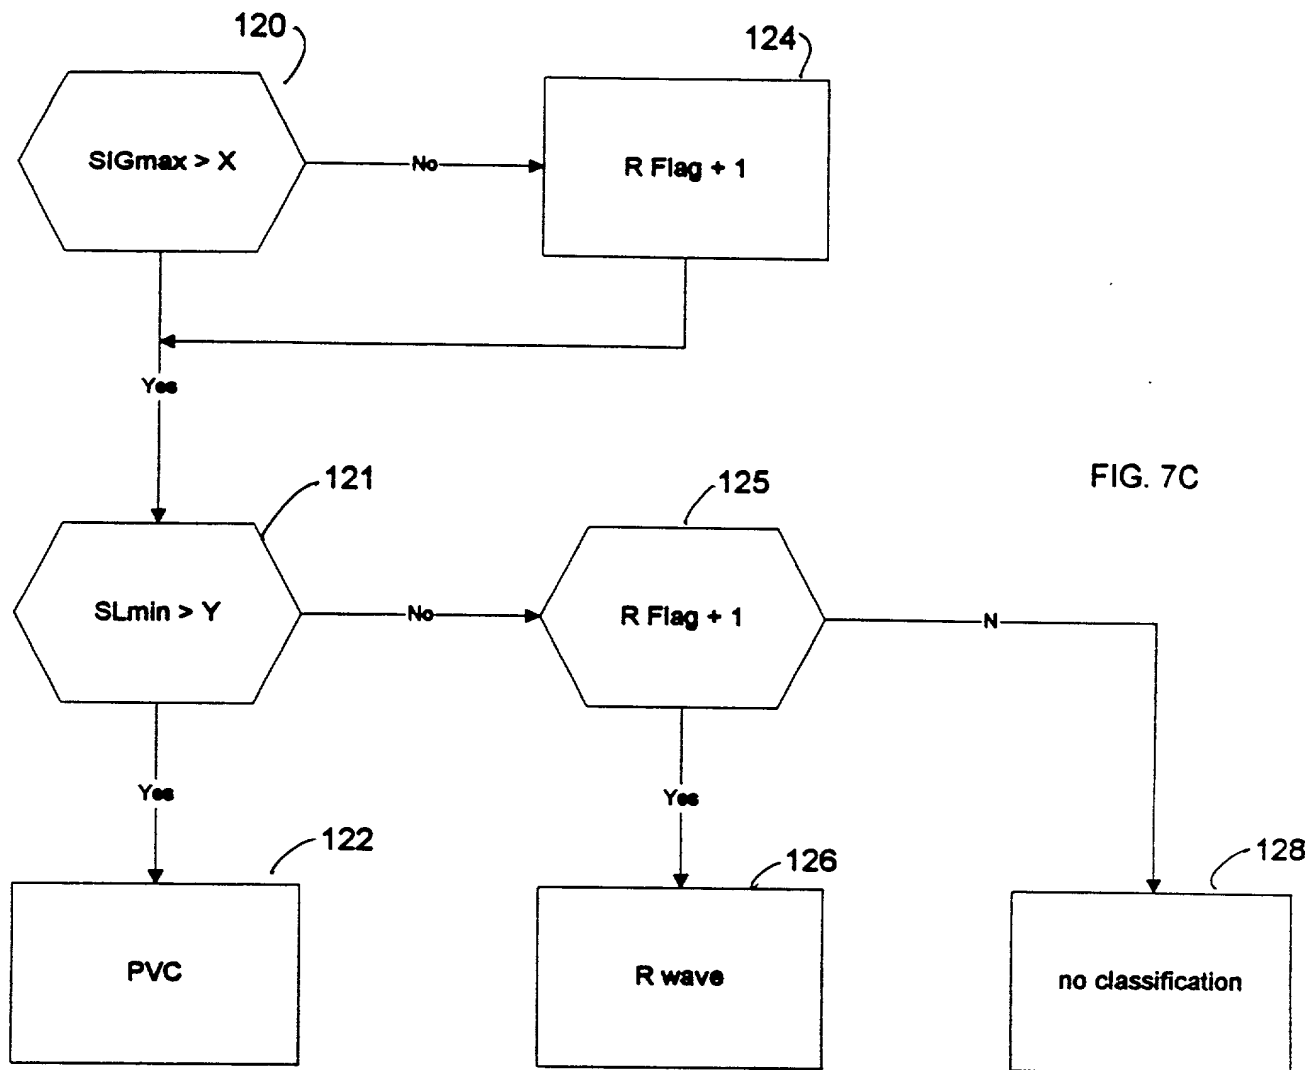 120
124
SIGmax > X
No
R Flag + 1
Yes
121
125
FIG. 7C
SLmin > Y
No
R Flag + 1
N
Yes
Yes
122
126
128
PVC
R wave
no classification